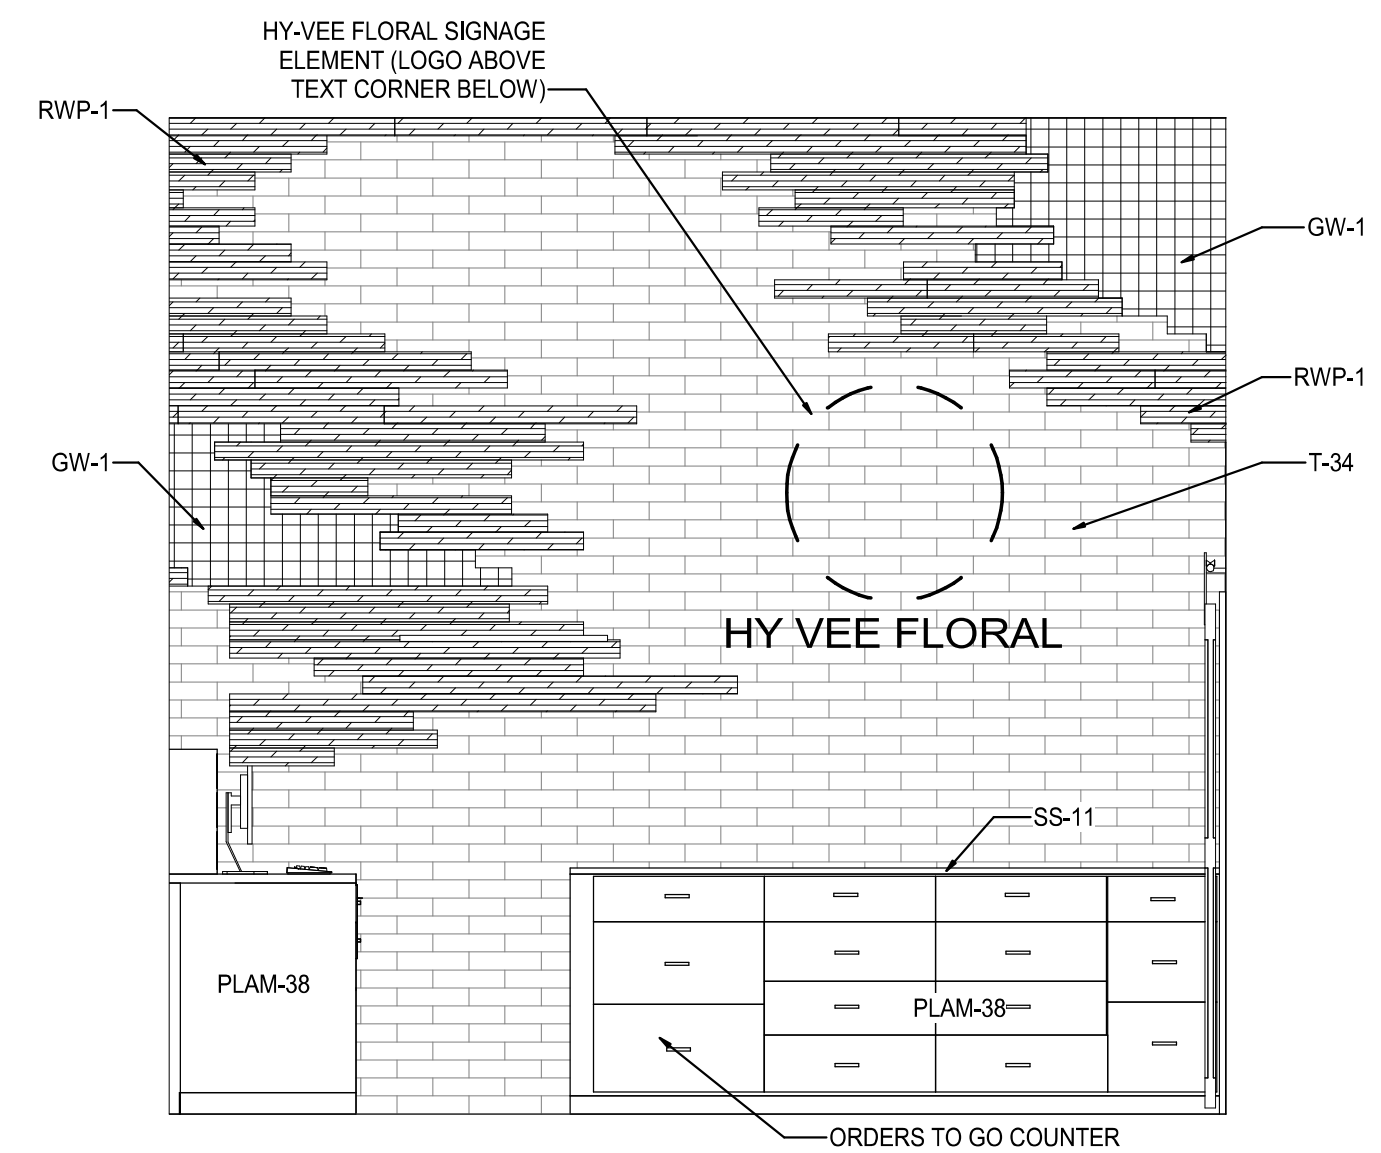 HY-VEE FLORAL SIGNAGE
ELEMENT (LOGO ABOVE
TEXT CORNER BELOW)
RWP-1
GW-1
RWP-1
GW-1
T-34
HY VEE FLORAL
SS-11
PLAM-38
PLAM-38
ORDERS TO GO COUNTER